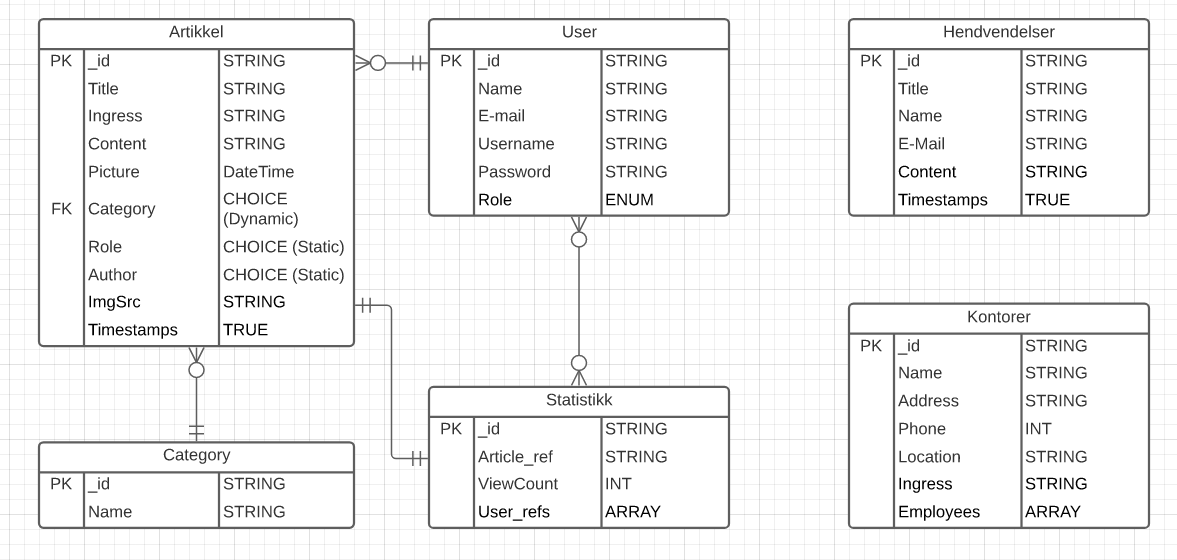 Artikkel
PK _id STRING
Title STRING
Ingress STRING
Content STRING
Picture DateTime
FK Category CHOICE
(Dynamic)
Role CHOICE (Static)
Author CHOICE (Static)
ImgSrc STRING
Timestamps TRUE
User
PK _id STRING
Name STRING
E-mail STRING
Username STRING
Password STRING
Role ENUM
Hendvendelser
PK _id STRING
Title STRING
Name STRING
E-Mail STRING
Content STRING
Timestamps TRUE
Category
PK _id STRING
Name STRING
Statistikk
PK _id STRING
Article_ref STRING
ViewCount INT
User_refs ARRAY
Kontorer
PK _id STRING
Name STRING
Address STRING
Phone INT
Location STRING
Ingress STRING
Employees ARRAY